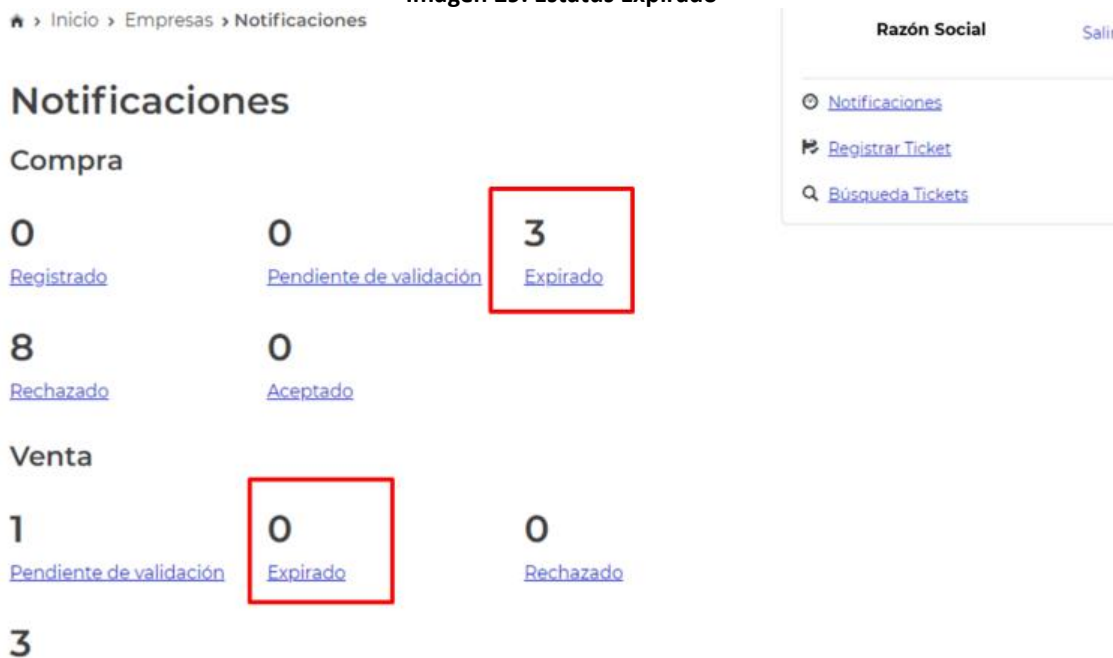 Inicio > Empresas > Notificaciones
Razón Social
Notificaciones
Notificaciones
Compra
Registrar Ticket
Búsqueda Tickets
0 0 3
Registrado Pendiente de validación Expirado
8 0
Rechazado Aceptado
Venta
1 0 0
Pendiente de validación Expirado Rechazado
3